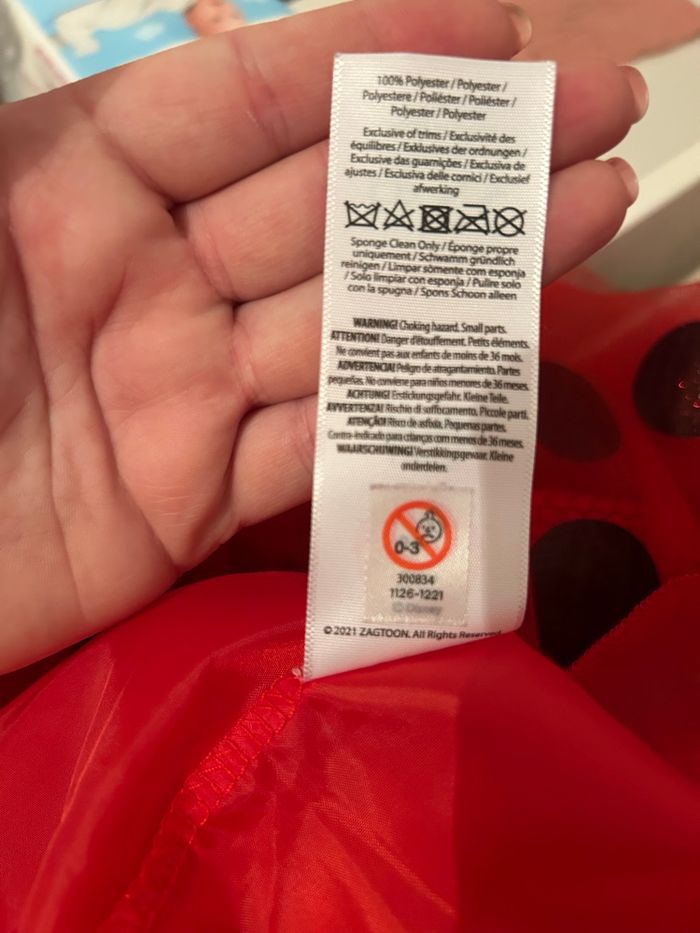 100% Polyester / Polyester /
Polyestere / Poliéster / Poliéster /
Polyester / Polyester
Exclusive of trims / Exclusivité des
équilibres / Exklusives der ordnungen /
Exclusive das guarnições / Exclusiva de
ajustes / Esclusiva delle cornici / Exclusief
afwerking
Sponge Clean Only / Éponge propre
uniquement / Schwamm gründlich
reinigen / Limpar sòmente com esponja
/ Solo limpiar con esponja / Pulire solo
con la spugna / Spons Schoon alleen
WARNING! Choking hazard. Small parts.
ATTENTION! Danger d'étouffement. Petits éléments.
Ne convient pas aux enfants de moins de 36 mois.
ADVERTENCIA! Peligro de atragantamiento. Partes
pequeñas. No conviene para niños menores de 36 meses.
ACHTUNG! Erstickungsgefahr. Kleine Teile.
AVVERTENZA! Rischio di suffocamento. Piccole parti.
ATENÇÃO! Risco de asfixia. Pequenas partes.
Contra-indicado para crianças com menos de 36 meses.
WAARSCHUWING! Verstikkingsgevaar. Kleine
onderdelen.
0-3
300834
1126-1221
© Disney
© 2021 ZAGTOON. All Rights Reserved